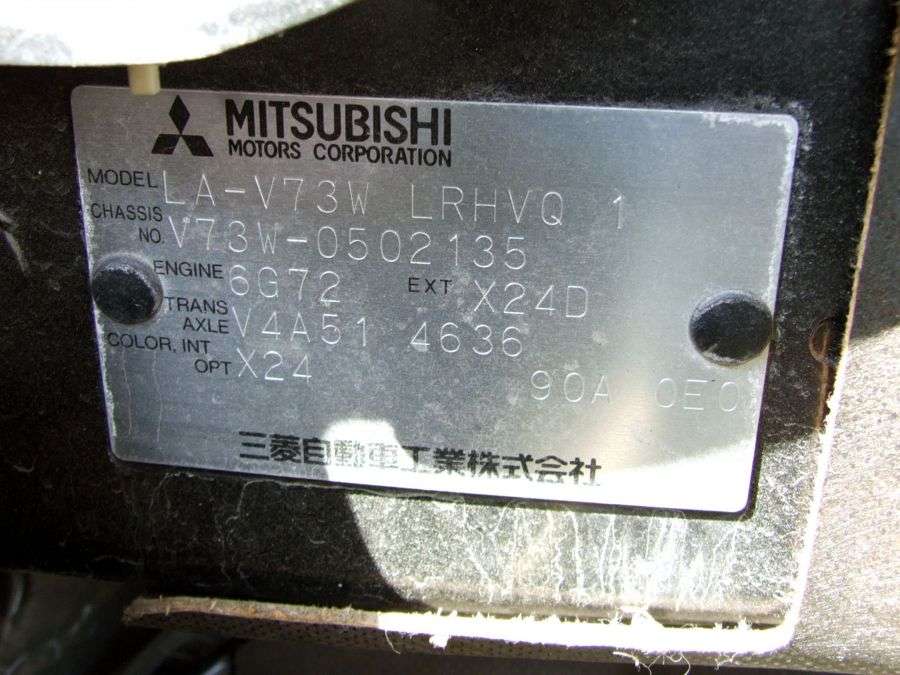 MITSUBISHI
MOTORS CORPORATION
MODEL LA-V73W LRHVQ 1
CHASSIS NO. V73W-0502135
ENGINE 6G72 EXT X24D
TRANS AXLE V4A51 4636
COLOR, INT OPT X24 90A 0E0
三菱自動車工業株式会社